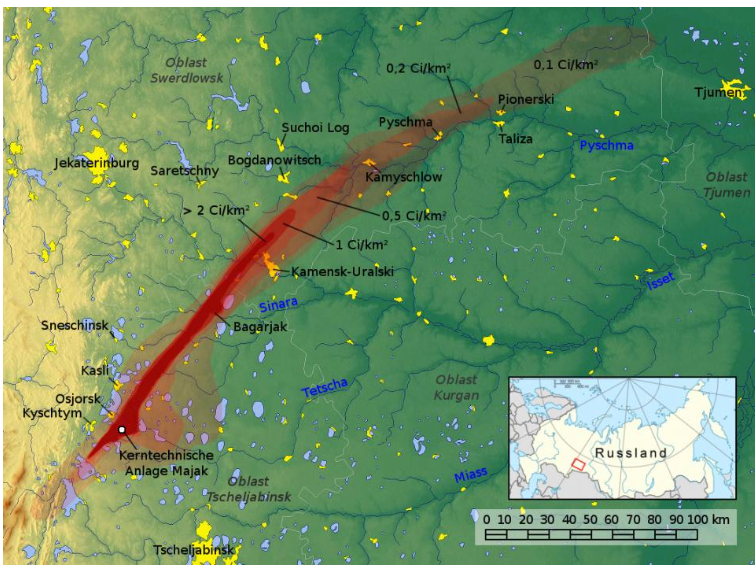 Oblast
Swerdlowsk
0,2 Ci/km²
0,1 Ci/km²
Tjumen
Pionerski
Pyschma
Suchoi Log
Taliza
Pyschma
Jekaterinburg
Bogdanowitsch
Saretschny
Kamyschlow
Oblast
Tjumen
> 2 Ci/km²
0,5 Ci/km²
1 Ci/km²
Kamensk-Uralski
Isset
Sinara
Sneschinsk
Bagarjak
Kasli
Tetscha
Oblast
Kurgan
Osjorsk
Kyschtym
Kerntechnische
Anlage Majak
Russland
Miass
Oblast
Tscheljabinsk
0 10 20 30 40 50 60 70 80 90 100 km
Tscheljabinsk